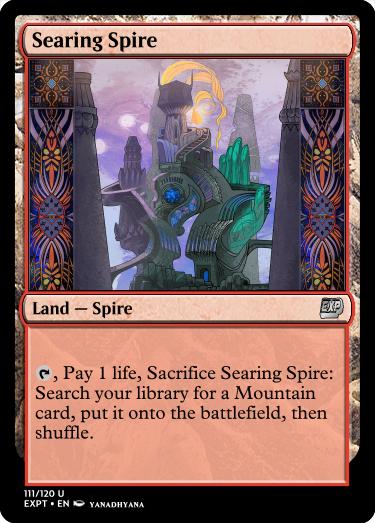 Searing Spire
Land — Spire
EXP
, Pay 1 life, Sacrifice Searing Spire:
Search your library for a Mountain
card, put it onto the battlefield, then
shuffle.
111/120 U
EXPT • EN YANADHYANA